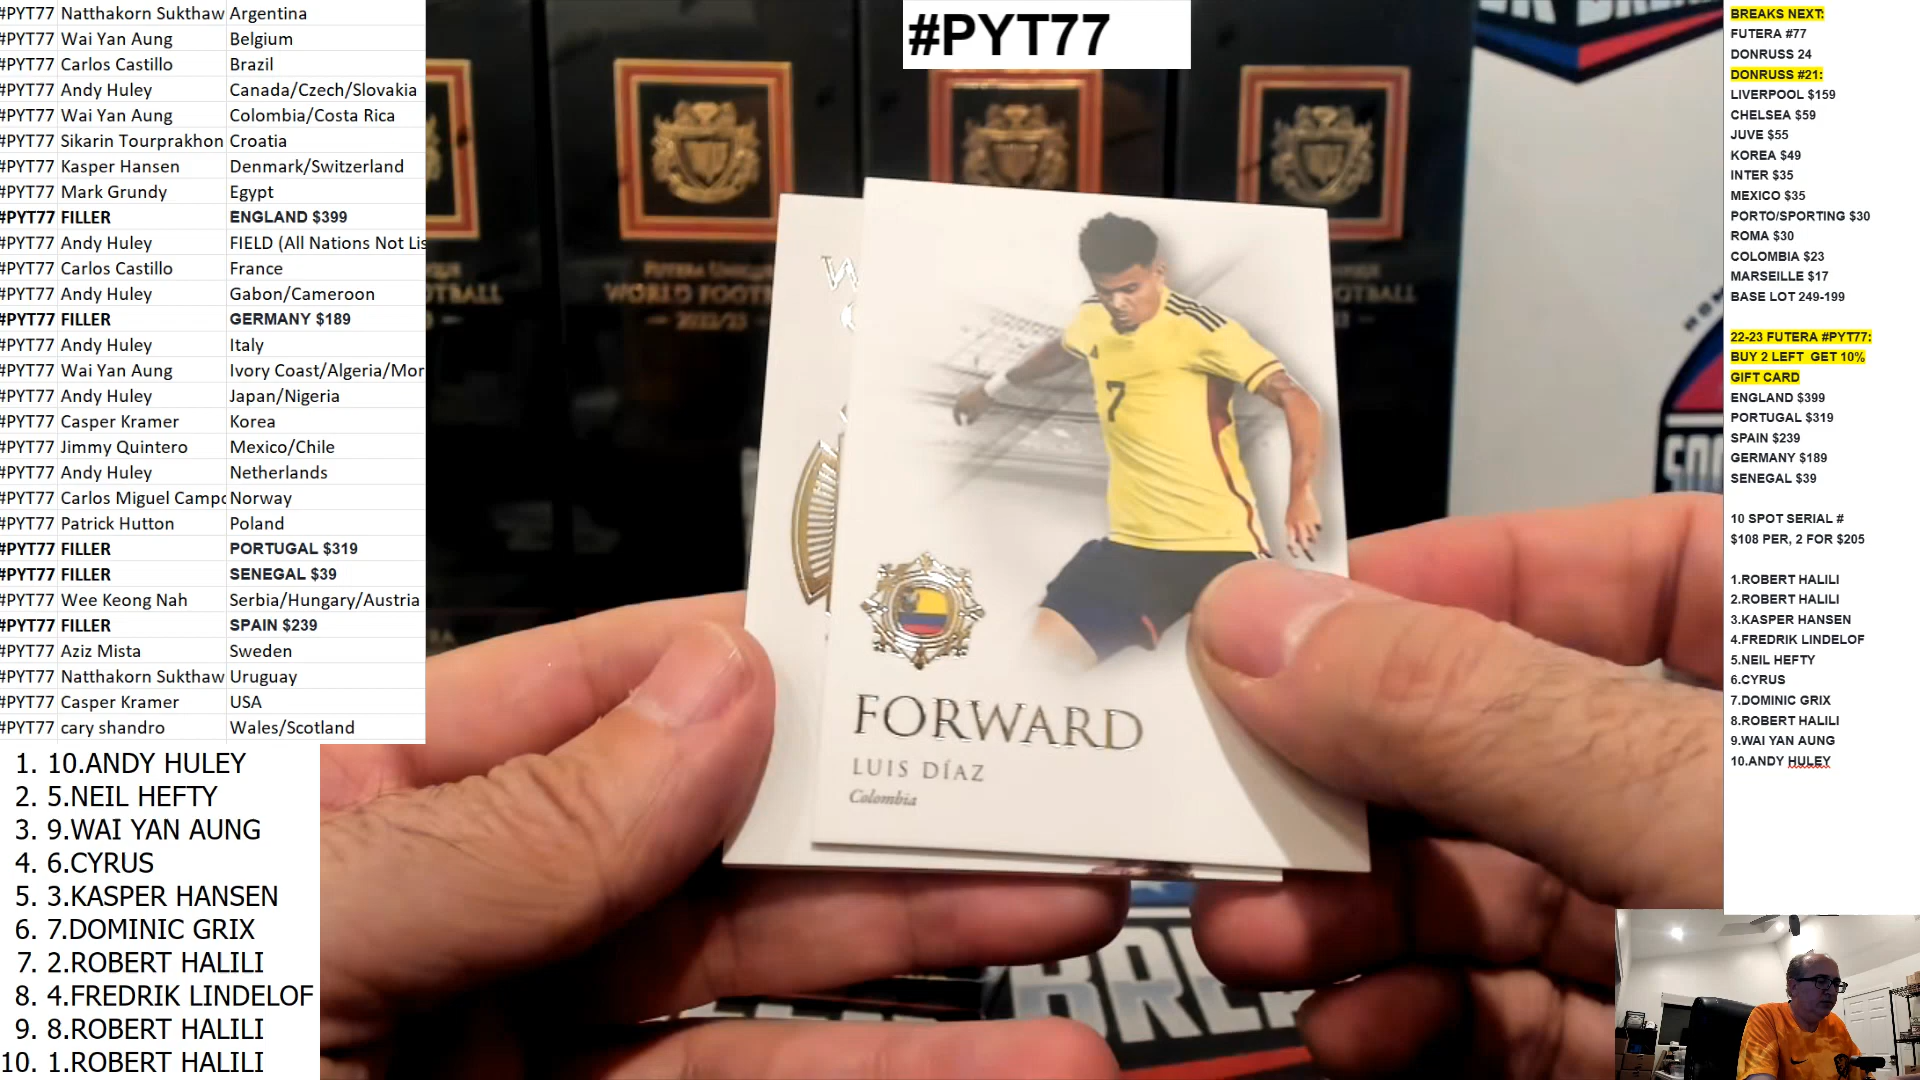 #PYT77 Natthakorn Sukthaw Argentina
#PYT77 Wai Yan Aung Belgium
#PYT77 Carlos Castillo Brazil
#PYT77 Andy Huley Canada/Czech/Slovakia
#PYT77 Wai Yan Aung Colombia/Costa Rica
#PYT77 Sikarin Tourprakhon Croatia
#PYT77 Kasper Hansen Denmark/Switzerland
#PYT77 Mark Grundy Egypt
#PYT77 FILLER ENGLAND $399
#PYT77 Andy Huley FIELD (All Nations Not Lis
#PYT77 Carlos Castillo France
#PYT77 Andy Huley Gabon/Cameroon
#PYT77 FILLER GERMANY $189
#PYT77 Andy Huley Italy
#PYT77 Wai Yan Aung Ivory Coast/Algeria/Mor
#PYT77 Andy Huley Japan/Nigeria
#PYT77 Casper Kramer Korea
#PYT77 Jimmy Quintero Mexico/Chile
#PYT77 Andy Huley Netherlands
#PYT77 Carlos Miguel Campo Norway
#PYT77 Patrick Hutton Poland
#PYT77 FILLER PORTUGAL $319
#PYT77 FILLER SENEGAL $39
#PYT77 Wee Keong Nah Serbia/Hungary/Austria
#PYT77 FILLER SPAIN $239
#PYT77 Aziz Mista Sweden
#PYT77 Natthakorn Sukthaw Uruguay
#PYT77 Casper Kramer USA
#PYT77 cary shandro Wales/Scotland
1. 10.ANDY HULEY
2. 5.NEIL HEFTY
3. 9.WAI YAN AUNG
4. 6.CYRUS
5. 3.KASPER HANSEN
6. 7.DOMINIC GRIX
7. 2.ROBERT HALILI
8. 4.FREDRIK LINDELOF
9. 8.ROBERT HALILI
10. 1.ROBERT HALILI
#PYT77
WORLD FOOT
2022/23
7
FORWARD
LUIS DÍAZ
Colombia
BREAKS NEXT:
FUTERA #77
DONRUSS 24
DONRUSS #21:
LIVERPOOL $159
CHELSEA $59
JUVE $55
KOREA $49
INTER $35
MEXICO $35
PORTO/SPORTING $30
ROMA $30
COLOMBIA $23
MARSEILLE $17
BASE LOT 249-199
22-23 FUTERA #PYT77:
BUY 2 LEFT GET 10%
GIFT CARD
ENGLAND $399
PORTUGAL $319
SPAIN $239
GERMANY $189
SENEGAL $39
10 SPOT SERIAL #
$108 PER, 2 FOR $205
1.ROBERT HALILI
2.ROBERT HALILI
3.KASPER HANSEN
4.FREDRIK LINDELOF
5.NEIL HEFTY
6.CYRUS
7.DOMINIC GRIX
8.ROBERT HALILI
9.WAI YAN AUNG
10.ANDY HULEY